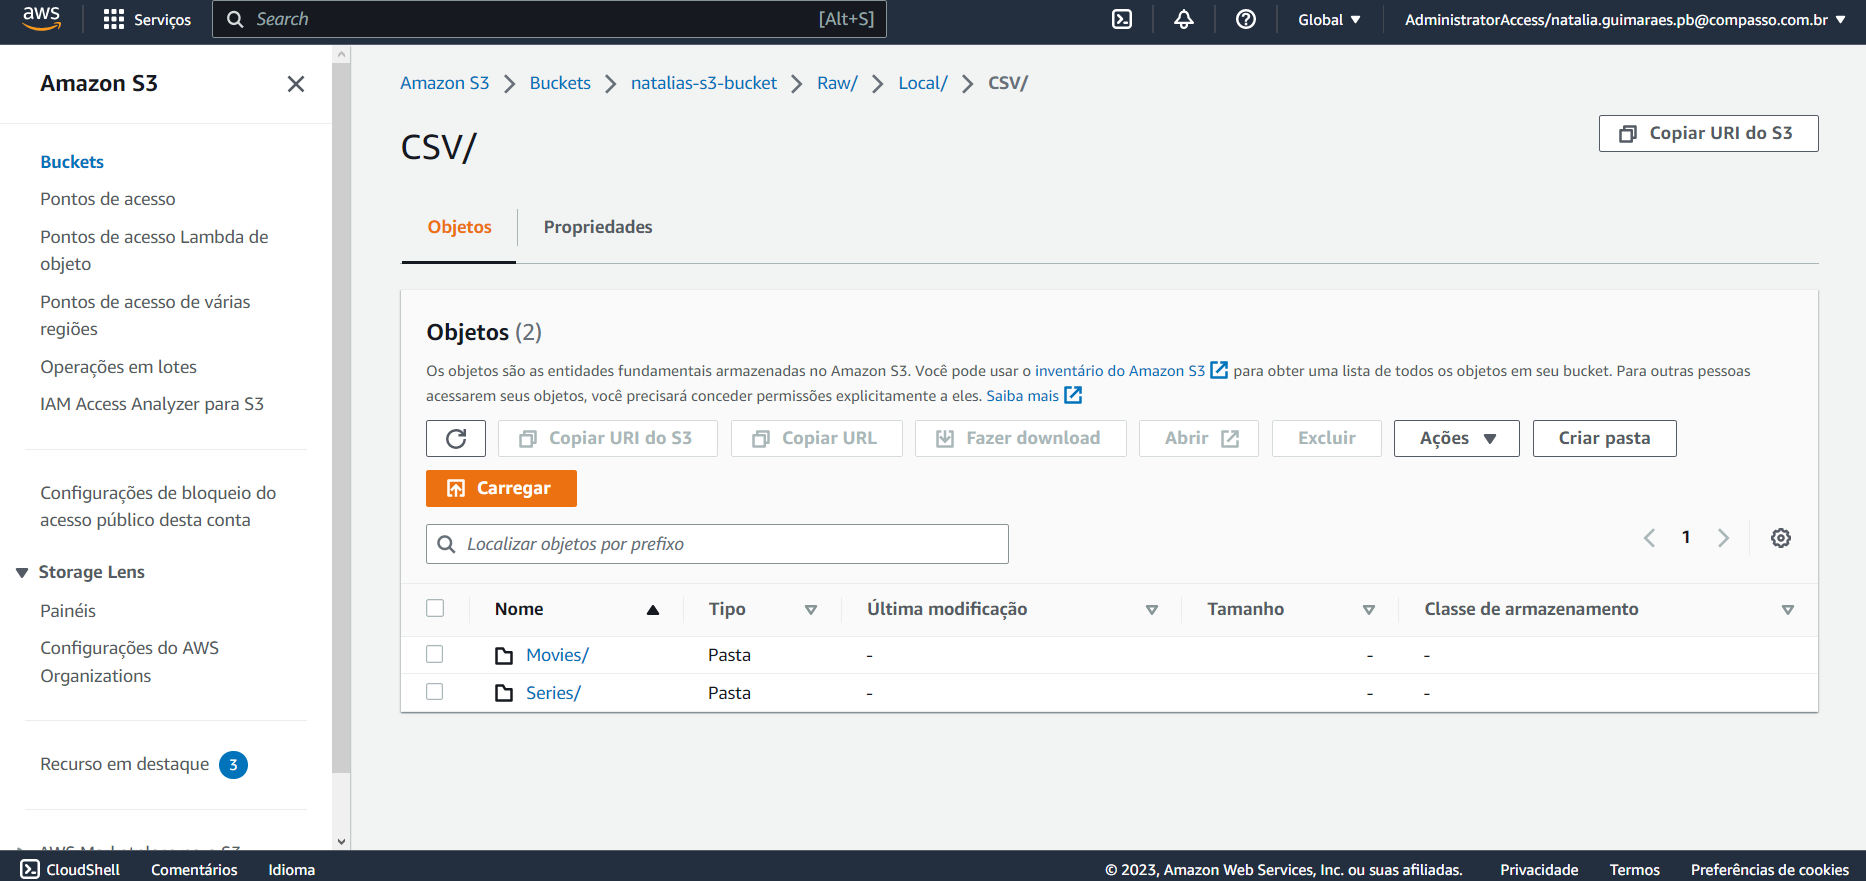 aws Serviços Search [Alt+S] Global AdministratorAccess/natalia.guimaraes.pb@compasso.com.br
Amazon S3
Buckets
Pontos de acesso
Pontos de acesso Lambda de
objeto
Pontos de acesso de várias
regiões
Operações em lotes
IAM Access Analyzer para S3
Configurações de bloqueio do
acesso público desta conta
Storage Lens
Painéis
Configurações do AWS
Organizations
Recurso em destaque 3
AWS Marketplace para S3
Amazon S3 Buckets natalias-s3-bucket Raw/ Local/ CSV/
CSV/
Copiar URI do S3
Objetos Propriedades
Objetos (2)
Os objetos são as entidades fundamentais armazenadas no Amazon S3. Você pode usar o inventário do Amazon S3 para obter uma lista de todos os objetos em seu bucket. Para outras pessoas
acessarem seus objetos, você precisará conceder permissões explicitamente a eles. Saiba mais
Copiar URI do S3 Copiar URL Fazer download Abrir Excluir Ações Criar pasta
Carregar
Localizar objetos por prefixo 1
Nome Tipo Última modificação Tamanho Classe de armazenamento
Movies/ Pasta - - -
Series/ Pasta - - -
CloudShell Comentários Idioma © 2023, Amazon Web Services, Inc. ou suas afiliadas. Privacidade Termos Preferências de cookies